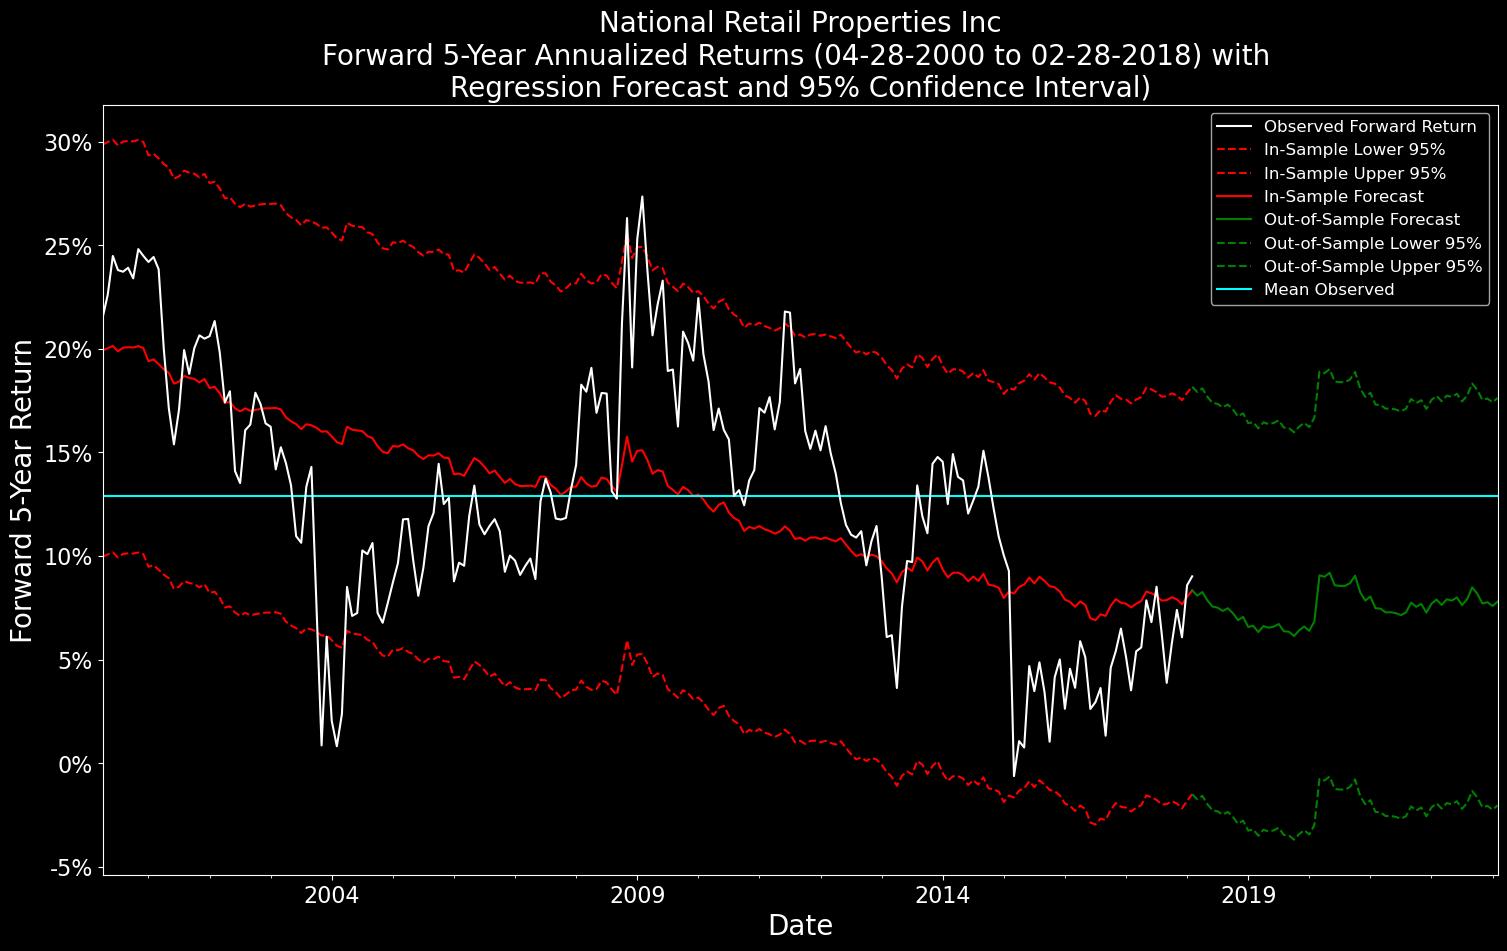 National Retail Properties Inc
Forward 5-Year Annualized Returns (04-28-2000 to 02-28-2018) with
Regression Forecast and 95% Confidence Interval)
Observed Forward Return
In-Sample Lower 95%
In-Sample Upper 95%
In-Sample Forecast
Out-of-Sample Forecast
Out-of-Sample Lower 95%
Out-of-Sample Upper 95%
Mean Observed
Forward 5-Year Return
30%
25%
20%
15%
10%
5%
0%
-5%
2004
2009
2014
2019
Date